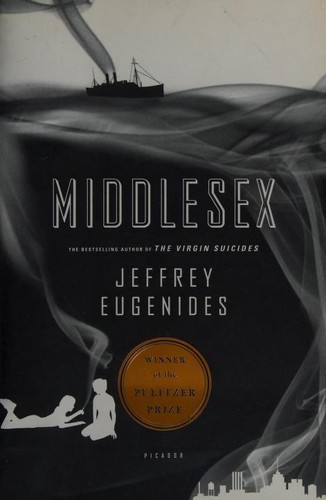 MIDDLESEX
THE BESTSELLING AUTHOR OF THE VIRGIN SUICIDES
JEFFREY
EUGENIDES
WINNER
of the
PULITZER
PRIZE
PICADOR